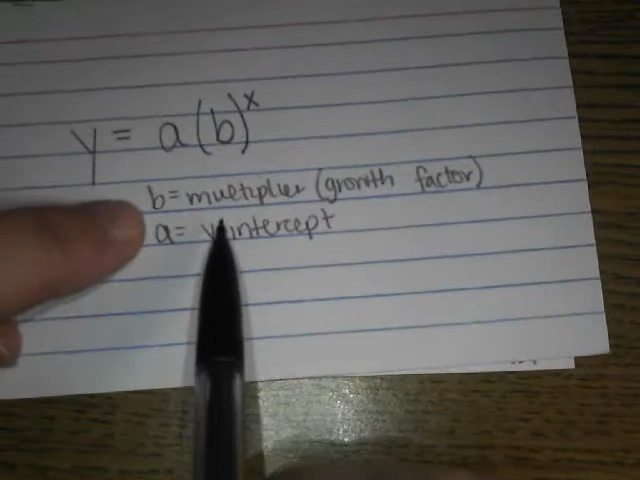 y = a(b)^x
b = multiplier (growth factor)
a = y intercept